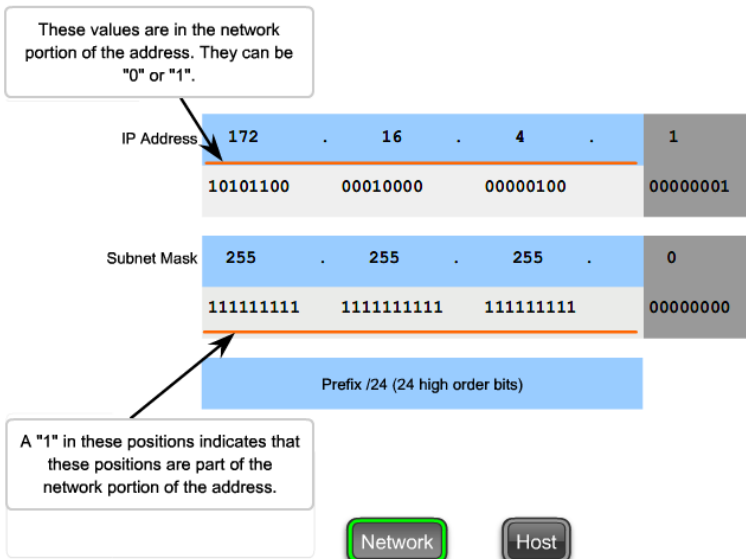 These values are in the network
portion of the address. They can be
"0" or "1".
IP Address 172 . 16 . 4 . 1
10101100 00010000 00000100 00000001
Subnet Mask 255 . 255 . 255 . 0
111111111 1111111111 111111111 00000000
Prefix /24 (24 high order bits)
A "1" in these positions indicates that
these positions are part of the
network portion of the address.
Network Host